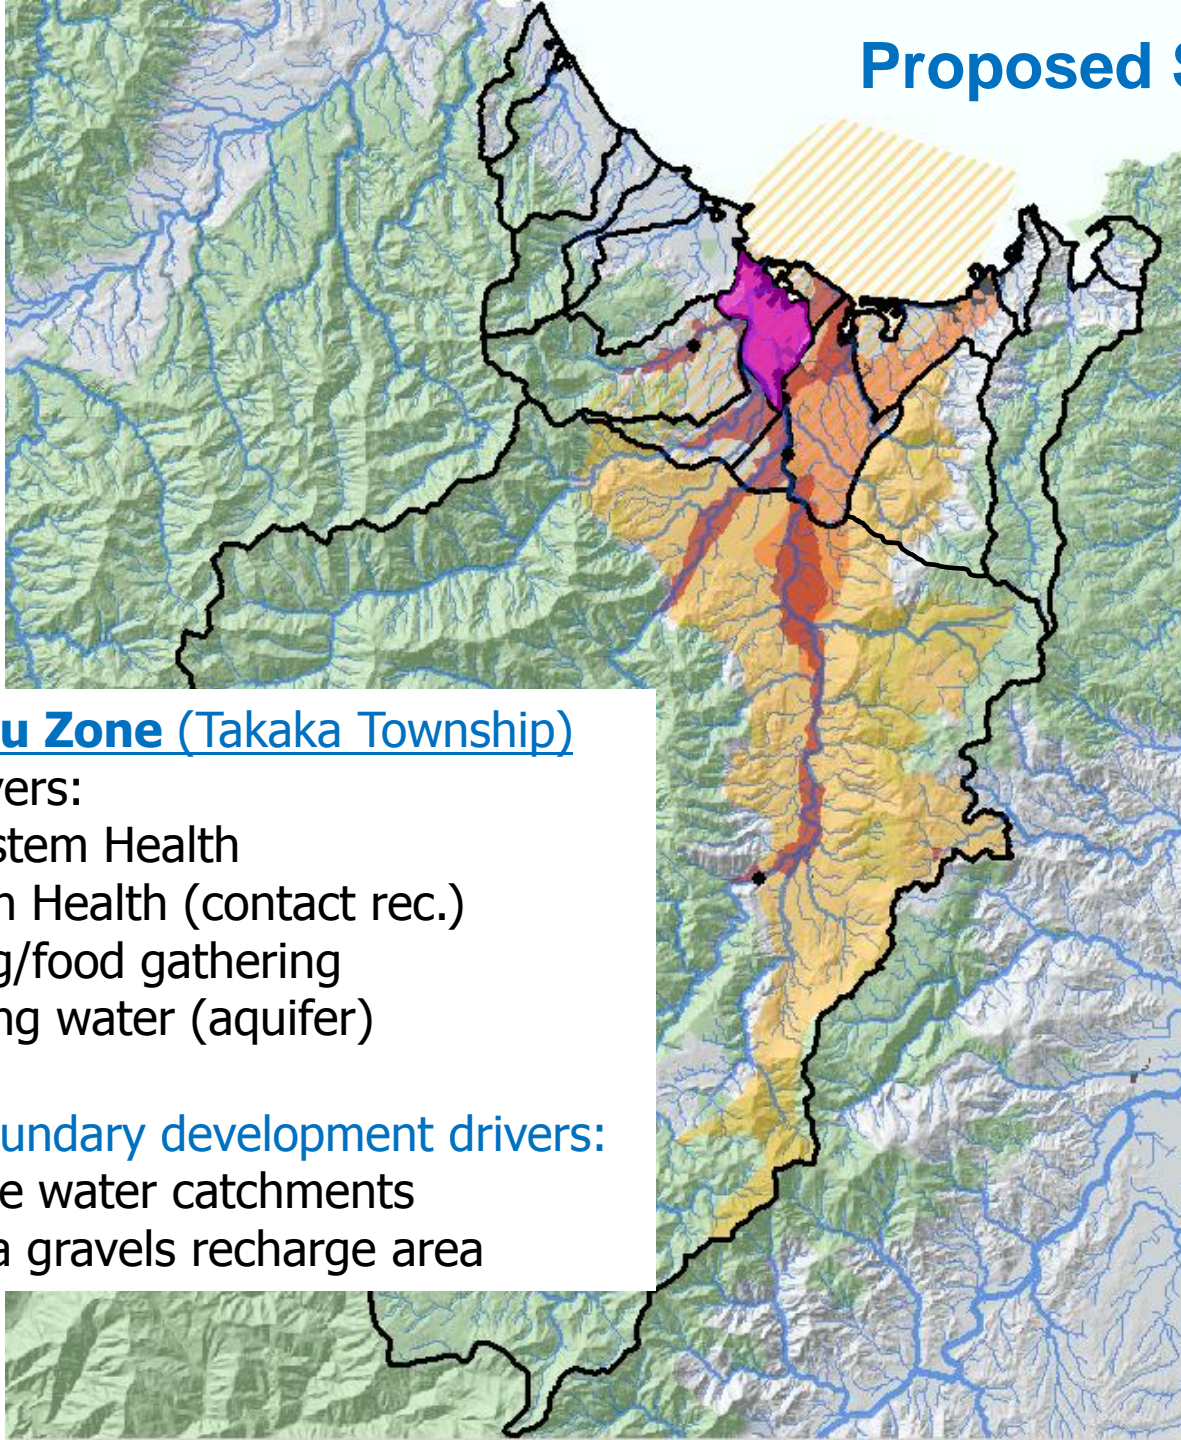 Proposed S
u Zone (Takaka Township)
vers:
stem Health
n Health (contact rec.)
g/food gathering
ng water (aquifer)
undary development drivers:
e water catchments
a gravels recharge area